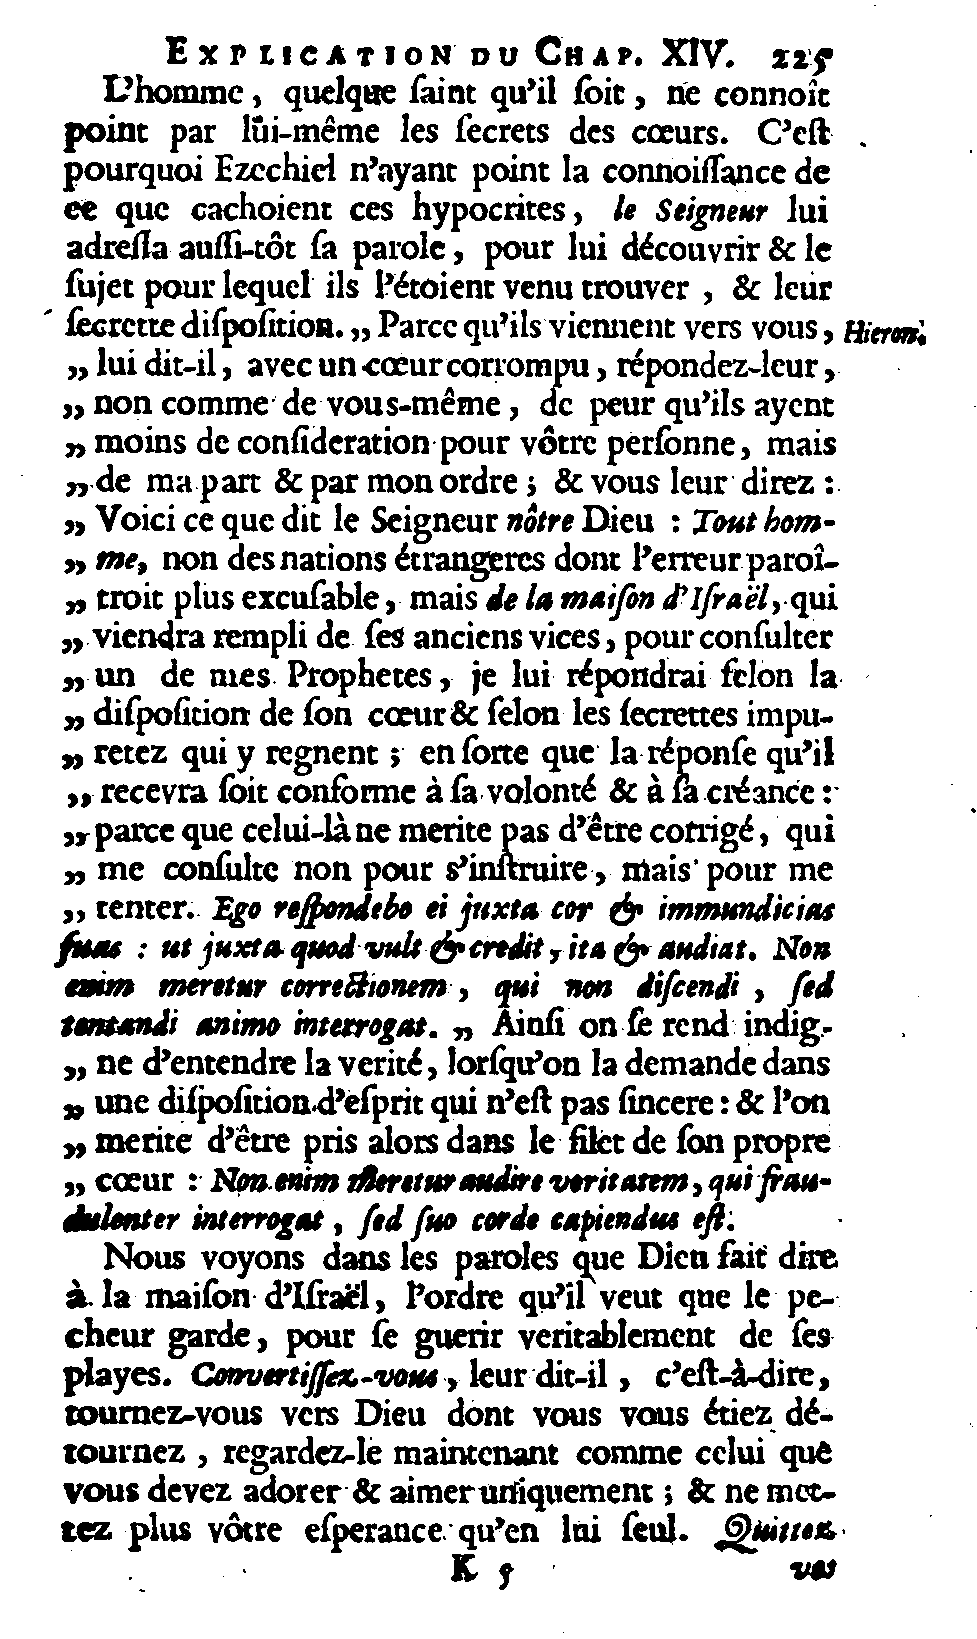 EXPLICATION DU CHAP. XIV. 225
L'homme, quelque ſaint qu'il ſoit, ne connoît
point par lui-même les ſecrets des cœurs. C'eſt
pourquoi Ezechiel n'ayant point la connoiſſance de
ce que cachoient ces hypocrites, le Seigneur lui
adreſſa auſſi-tôt ſa parole, pour lui découvrir & le
ſujet pour lequel ils l'étoient venu trouver, & leur
ſecrette diſpoſition. „ Parce qu'ils viennent vers vous, Hieron.
„ lui dit-il, avec un cœur corrompu, répondez-leur,
„ non comme de vous-même, de peur qu'ils ayent
„ moins de conſideration pour vôtre perſonne, mais
„ de ma part & par mon ordre; & vous leur direz :
„ Voici ce que dit le Seigneur nôtre Dieu : Tout hom-
„ me, non des nations étrangeres dont l'erreur paroî-
„ troit plus excuſable, mais de la maiſon d'Iſraël, qui
„ viendra rempli de ſes anciens vices, pour conſulter
„ un de mes Prophetes, je lui répondrai ſelon la
„ diſpoſition de ſon cœur & ſelon les ſecrettes impu-
„ retez qui y regnent; en ſorte que la réponſe qu'il
„ recevra ſoit conforme à ſa volonté & à ſa créance :
„ parce que celui-là ne merite pas d'être corrigé, qui
„ me conſulte non pour s'inſtruire, mais pour me
„ tenter. Ego reſpondebo ei juxta cor & immundicias
ſuas : ut juxta quod vult & credit, ita & audiat. Non
enim meretur correctionem, qui non diſcendi, ſed
tentandi animo interrogat. „ Ainſi on ſe rend indig-
„ ne d'entendre la verité, lorſqu'on la demande dans
„ une diſpoſition d'eſprit qui n'eſt pas ſincere : & l'on
„ merite d'être pris alors dans le filet de ſon propre
„ cœur : Non enim meretur audire veritatem, qui frau-
dulenter interrogat, ſed ſuo corde capiendus eſt.
Nous voyons dans les paroles que Dieu fait dire
à la maiſon d'Iſraël, l'ordre qu'il veut que le pe-
cheur garde, pour ſe guerir veritablement de ſes
playes. Convertiſſez-vous, leur dit-il, c'eſt-à-dire,
tournez-vous vers Dieu dont vous vous étiez dé-
tournez, regardez-le maintenant comme celui que
vous devez adorer & aimer uniquement; & ne met-
tez plus vôtre eſperance qu'en lui ſeul. Quittez
K 5 vos